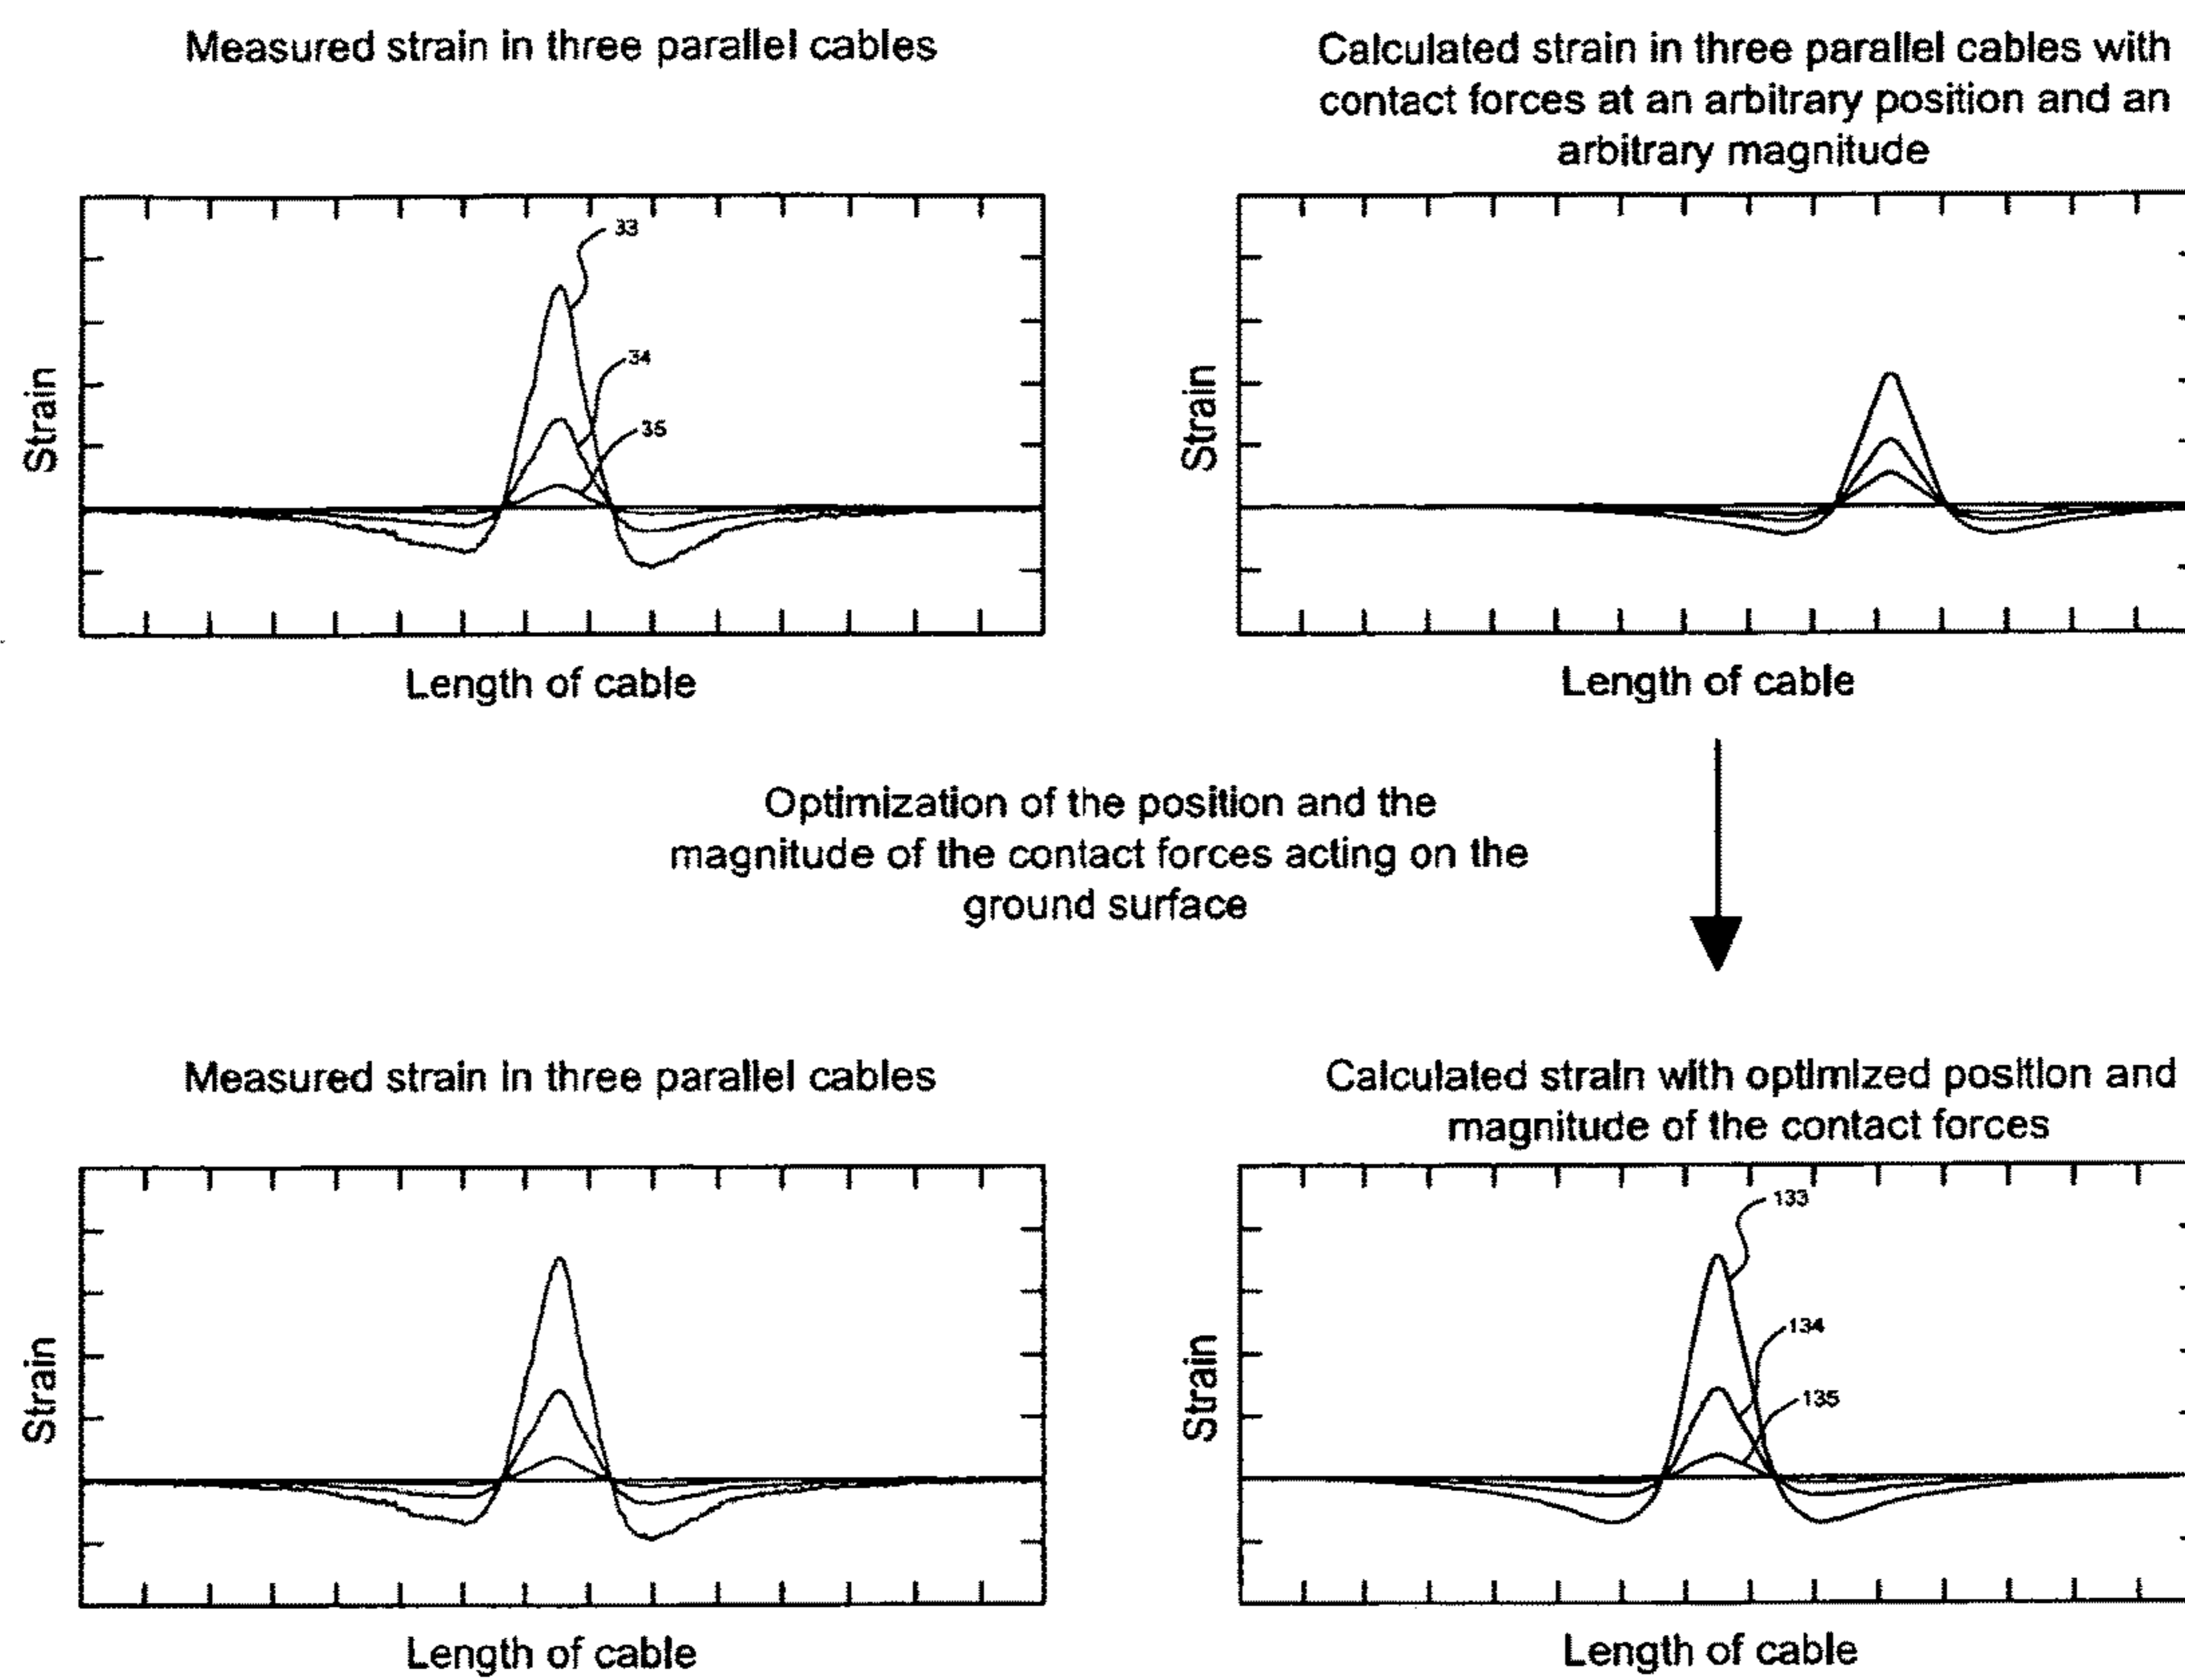 Measured strain in three parallel cables
Calculated strain in three parallel cables with
contact forces at an arbitrary position and an
arbitrary magnitude
33
34
35
Strain
Strain
Length of cable
Length of cable
Optimization of the position and the
magnitude of the contact forces acting on the
ground surface
Measured strain in three parallel cables
Calculated strain with optimized position and
magnitude of the contact forces
133
134
135
Strain
Strain
Length of cable
Length of cable